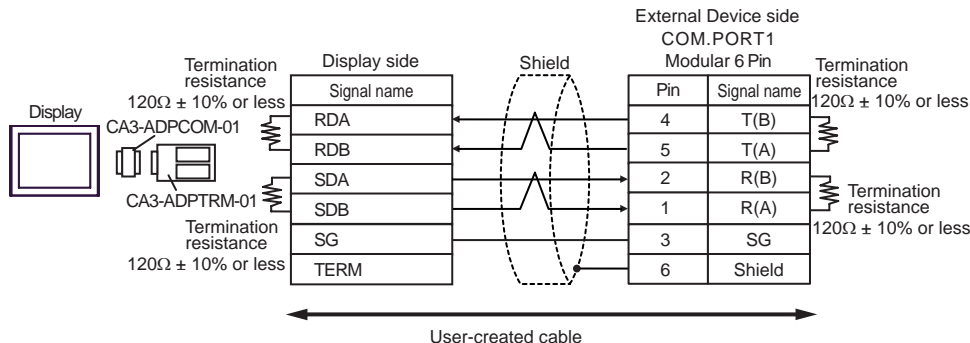 External Device side
COM.PORT1
Modular 6 Pin
Display side
Shield
Termination
resistance
120Ω ± 10% or less
Termination
resistance
120Ω ± 10% or less
Display
CA3-ADPCOM-01
CA3-ADPTRM-01
Termination
resistance
120Ω ± 10% or less
Termination
resistance
120Ω ± 10% or less
Signal name
Pin Signal name
RDA 4 T(B)
RDB 5 T(A)
SDA 2 R(B)
SDB 1 R(A)
SG 3 SG
TERM 6 Shield
User-created cable